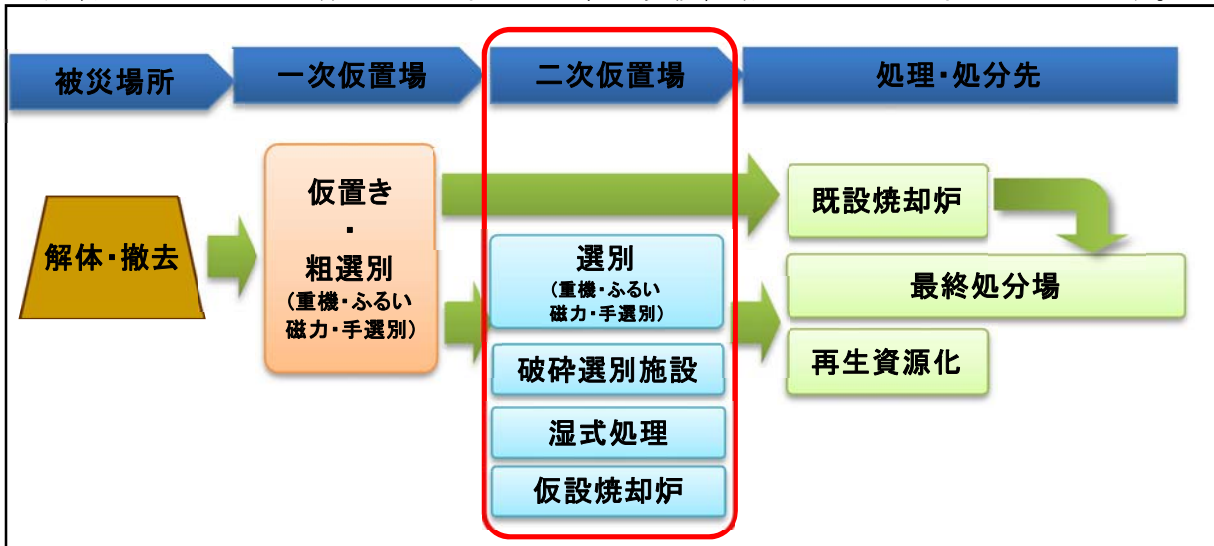 被災場所
一次仮置場
二次仮置場
処理・処分先
解体・撤去
仮置き
・
粗選別
(重機・ふるい
磁力・手選別)
選別
(重機・ふるい
磁力・手選別)
破砕選別施設
湿式処理
仮設焼却炉
既設焼却炉
最終処分場
再生資源化